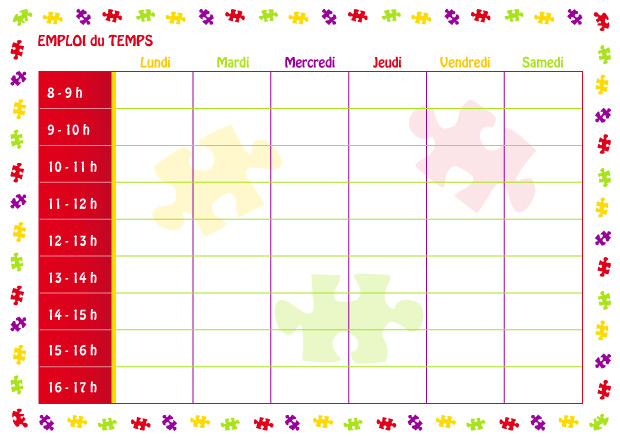 EMPLOI du TEMPS
Lundi Mardi Mercredi Jeudi Vendredi Samedi
8 - 9 h
9 - 10 h
10 - 11 h
11 - 12 h
12 - 13 h
13 - 14 h
14 - 15 h
15 - 16 h
16 - 17 h